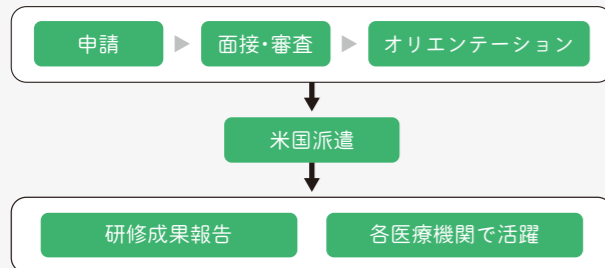 申請
面接・審査
オリエンテーション
米国派遣
研修成果報告
各医療機関で活躍